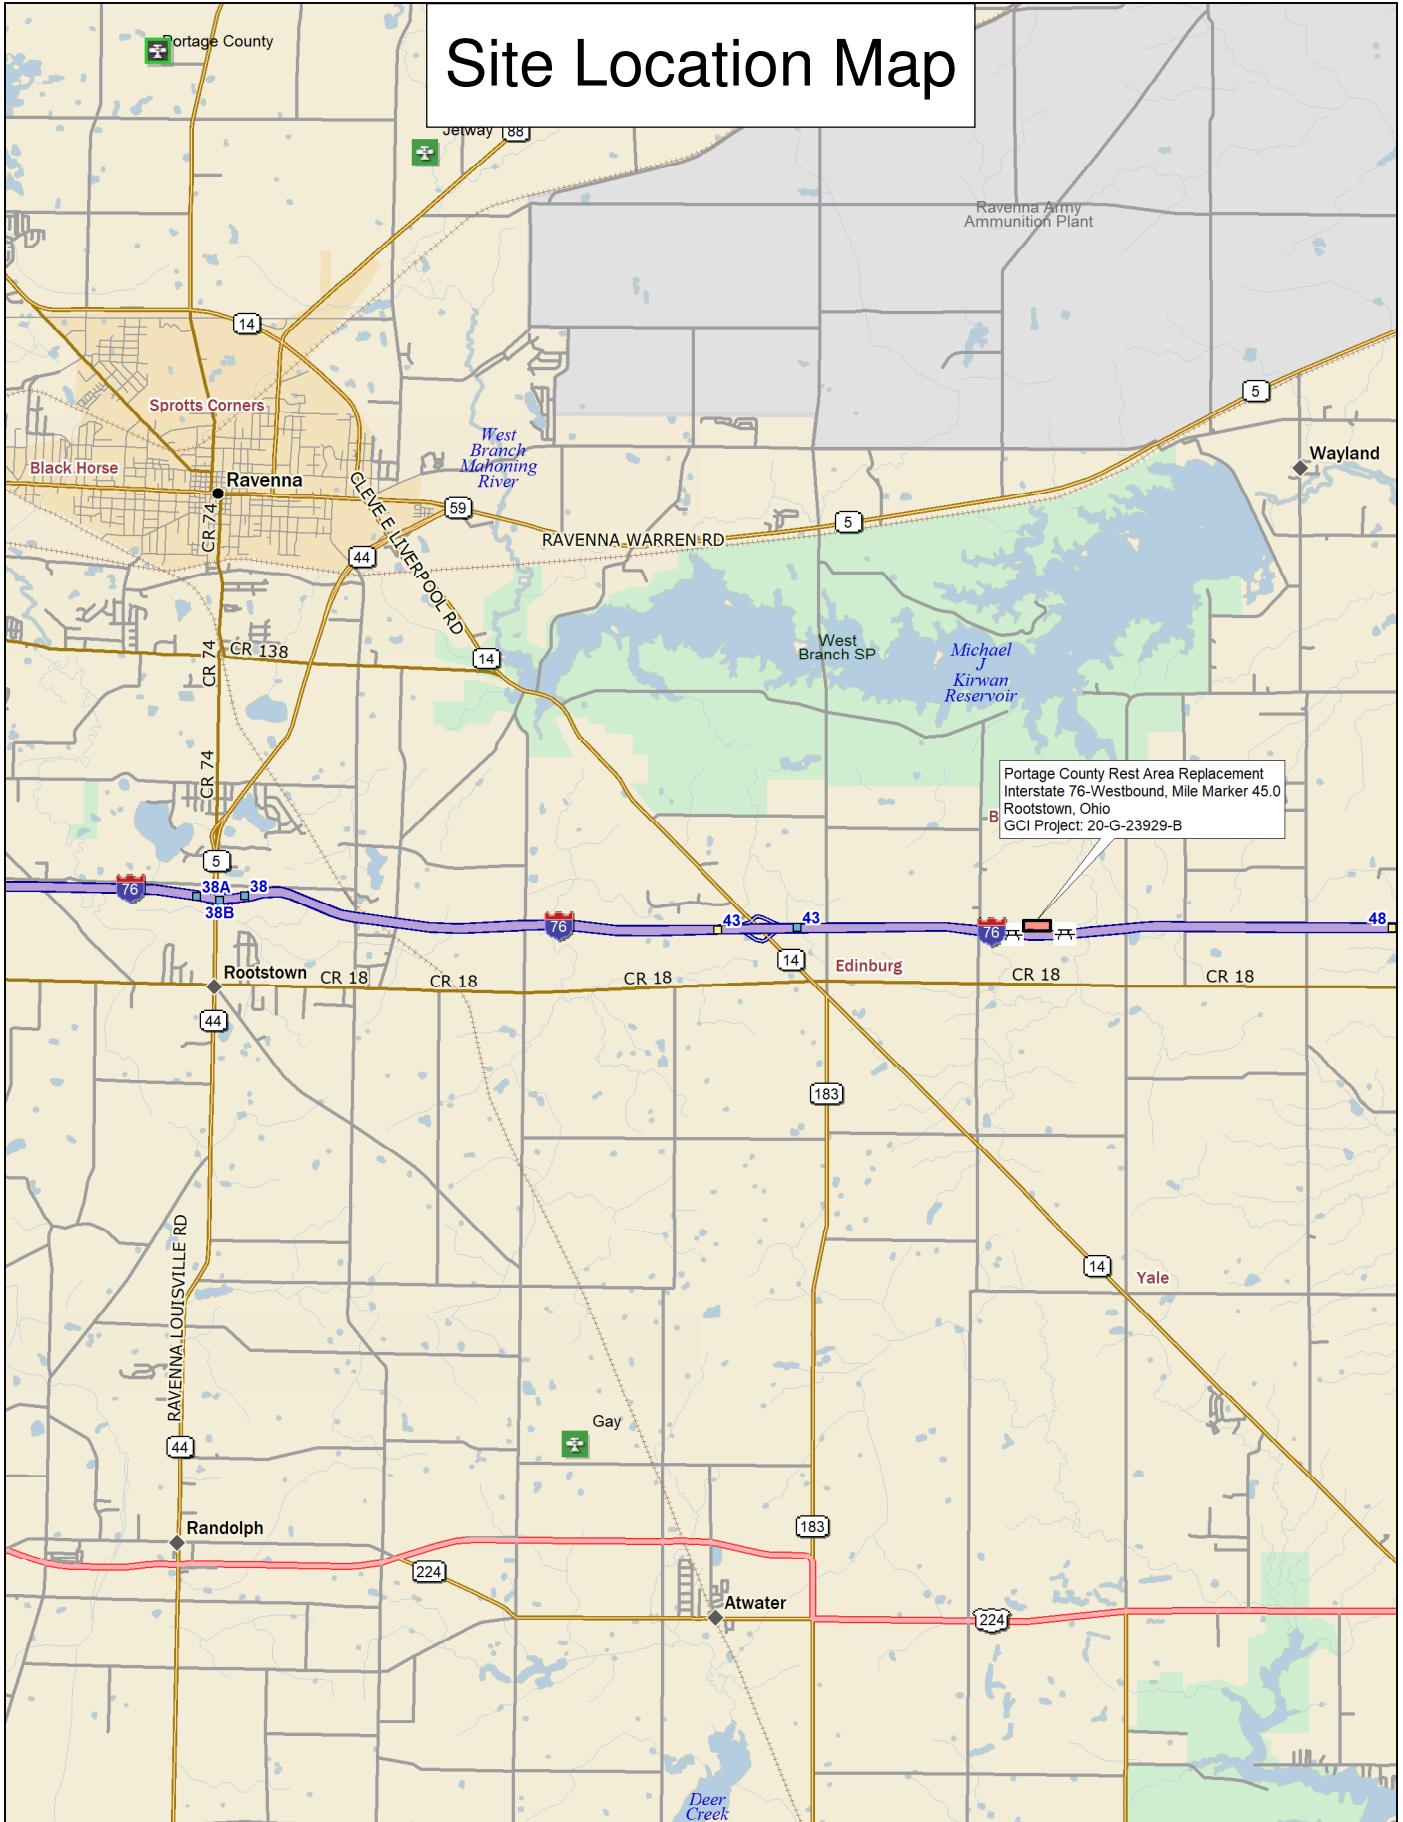 Site Location Map
Portage County
Jetway
88
Ravenna Army
Ammunition Plant
14
5
Sprotts Corners
West
Branch
Mahoning
River
Wayland
Black Horse
Ravenna
CR 74
59
CLEVE E LIVERPOOL RD
5
RAVENNA WARREN RD
44
CR 138
CR 74
14
West
Branch SP
Michael
J
Kirwan
Reservoir
CR 74
Portage County Rest Area Replacement
Interstate 76-Westbound, Mile Marker 45.0
Rootstown, Ohio
GCI Project: 20-G-23929-B
B
5
76
38A
38
38B
76
43
43
76
48
14
Edinburg
Rootstown
CR 18
CR 18
CR 18
CR 18
CR 18
44
183
RAVENNA LOUISVILLE RD
14
Yale
Gay
44
Randolph
183
224
Atwater
224
Deer
Creek